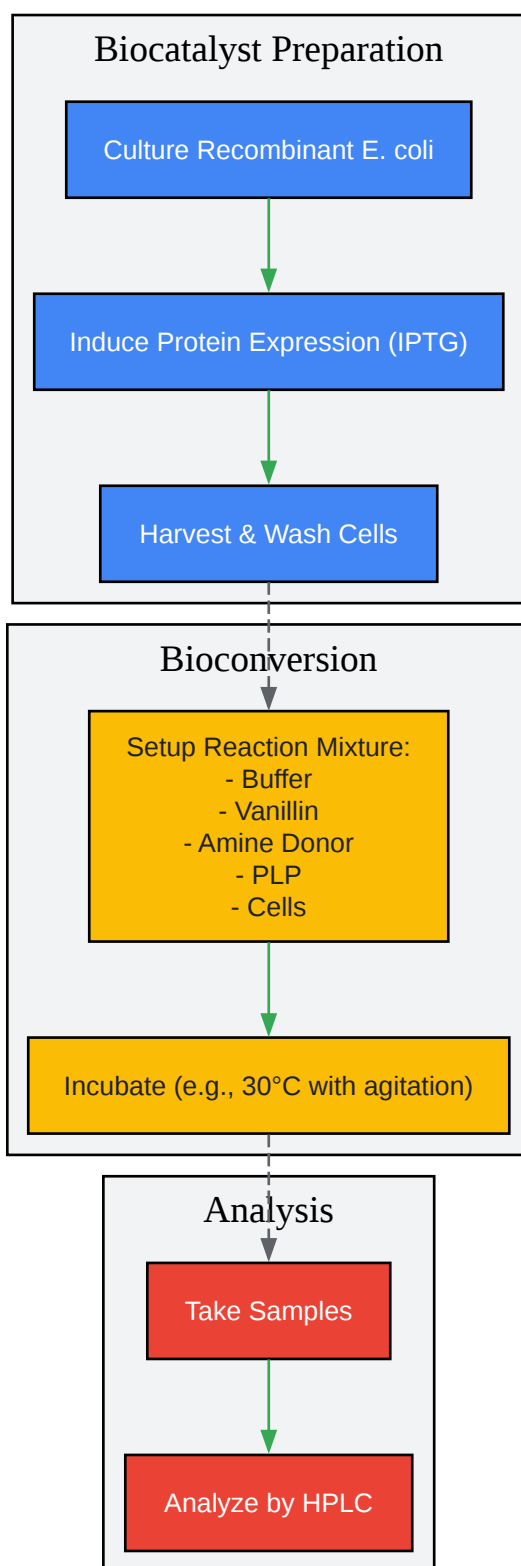 Biocatalyst Preparation
Culture Recombinant E. coli
Induce Protein Expression (IPTG)
Harvest & Wash Cells
Bioconversion
Setup Reaction Mixture:
- Buffer
- Vanillin
- Amine Donor
- PLP
- Cells
Incubate (e.g., 30°C with agitation)
Analysis
Take Samples
Analyze by HPLC